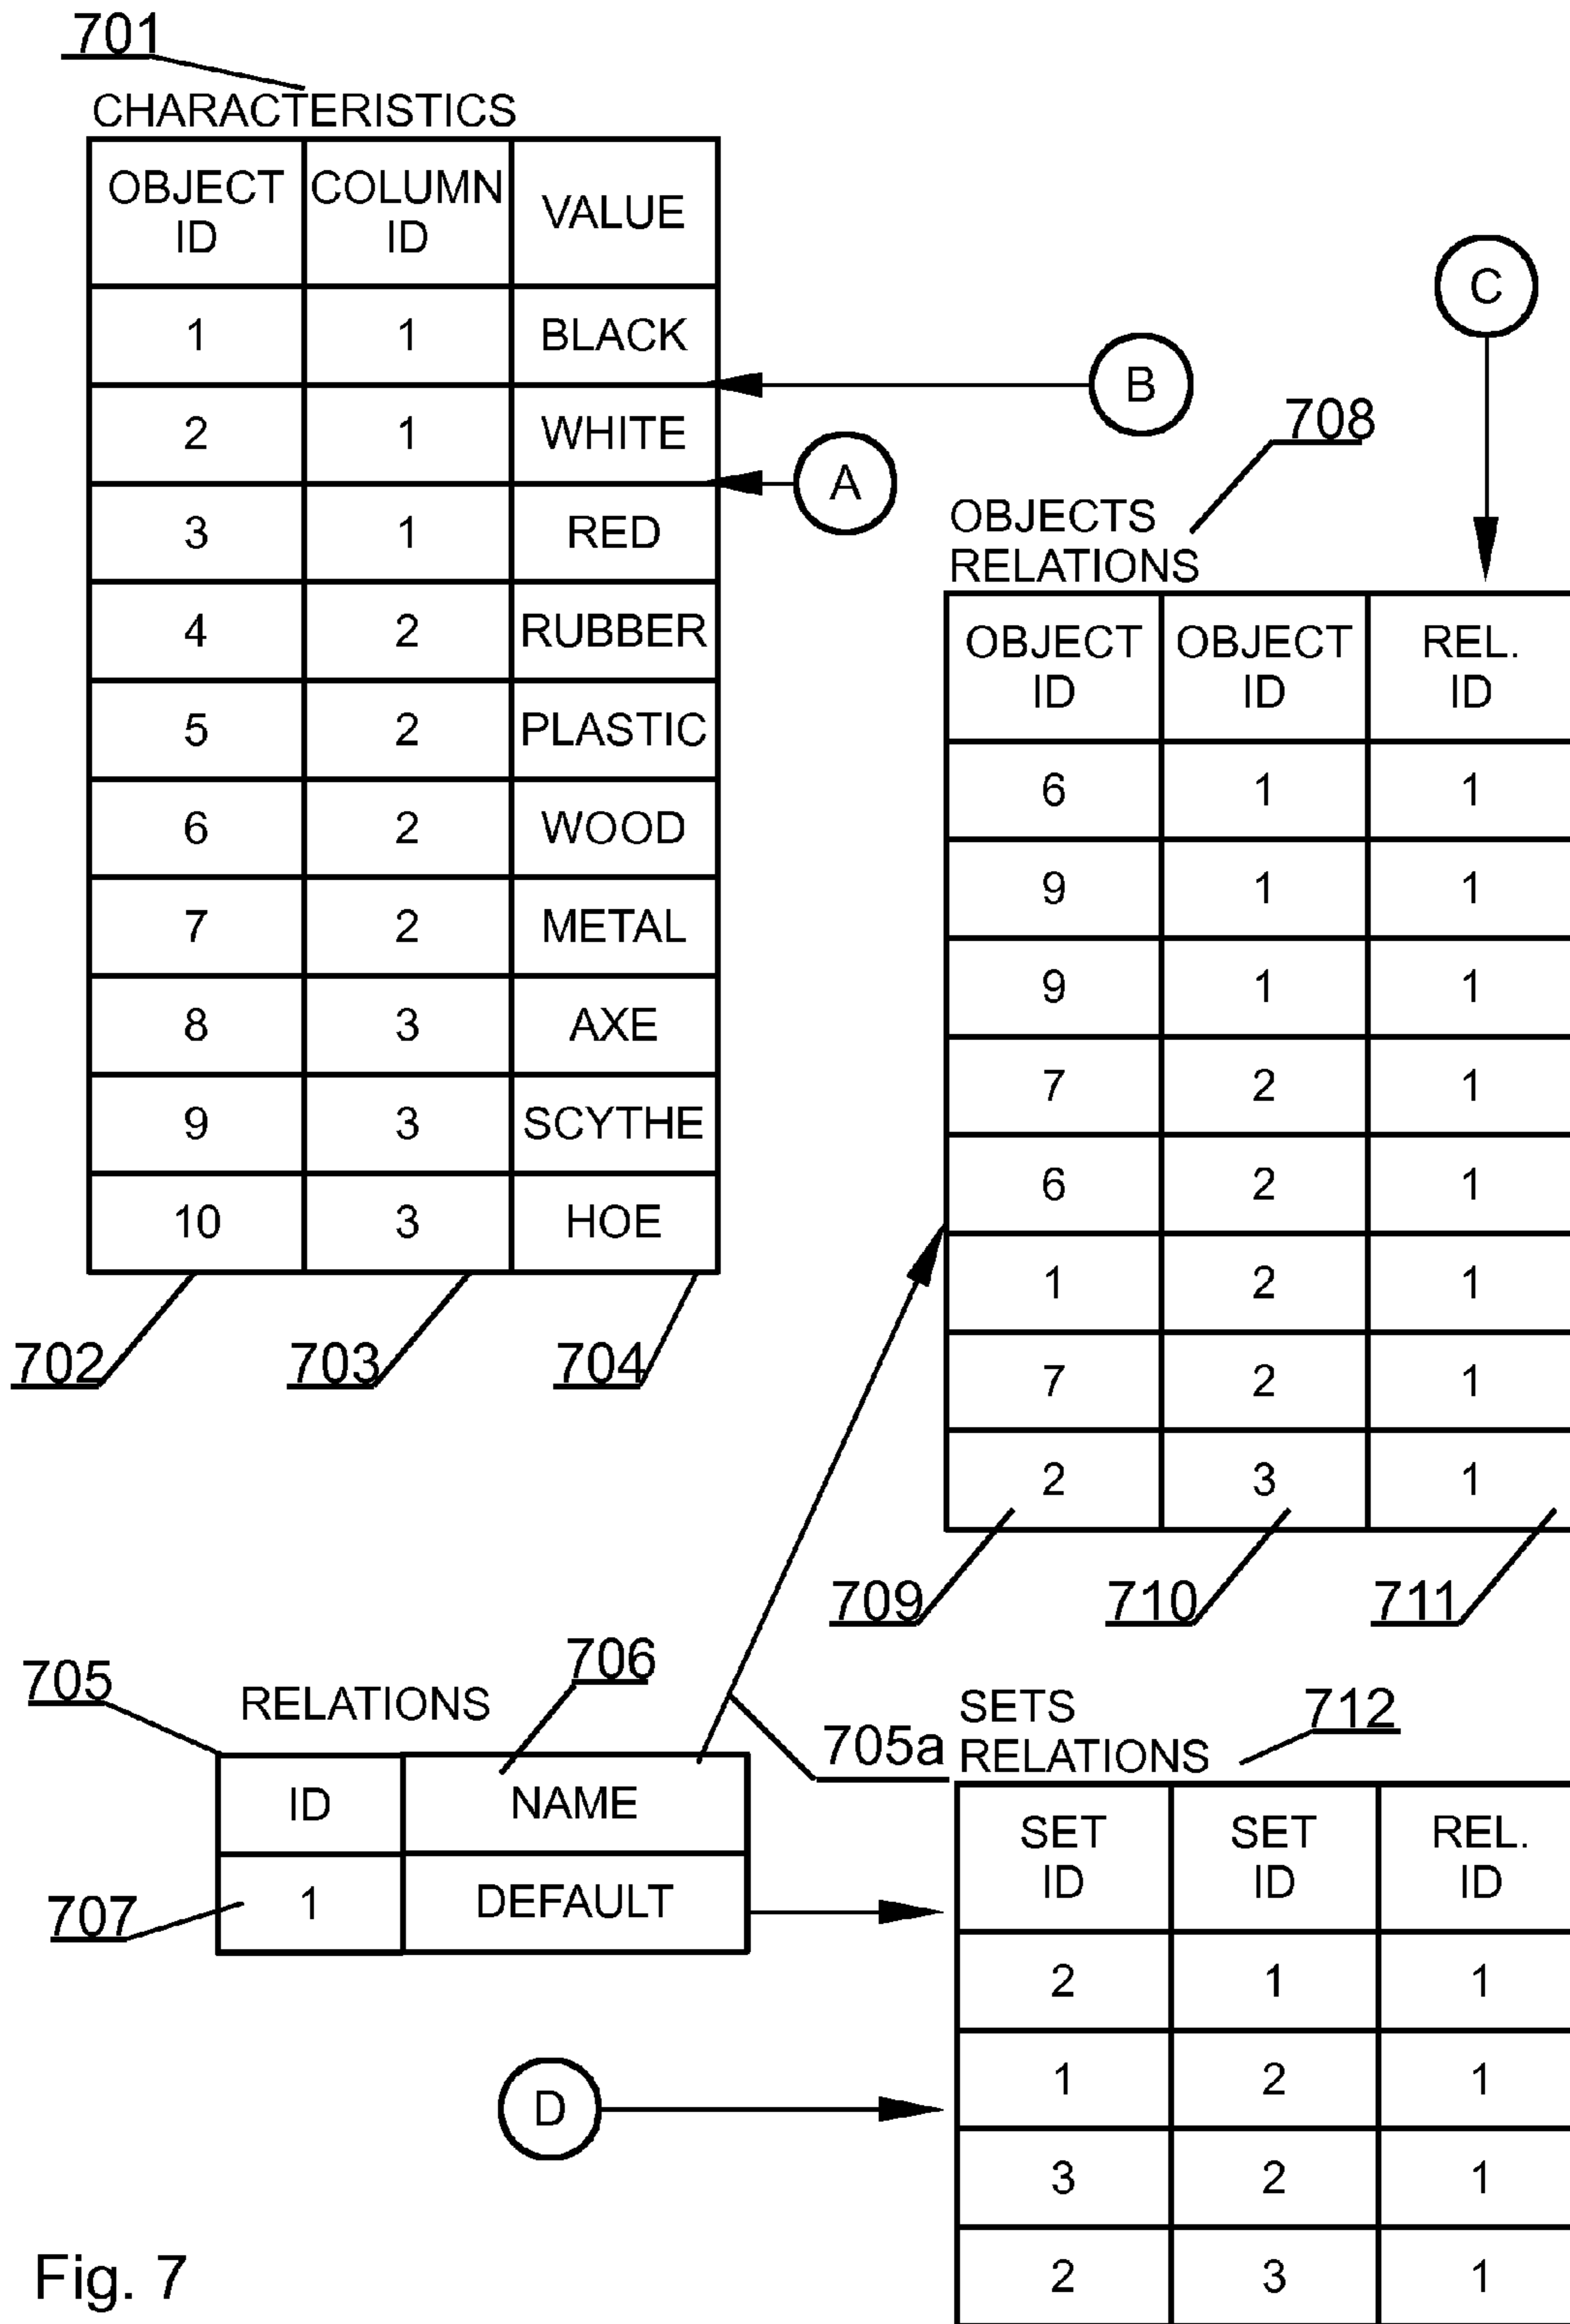 701
CHARACTERISTICS
OBJECT ID COLUMN ID VALUE
1 1 BLACK
2 1 WHITE
3 1 RED
4 2 RUBBER
5 2 PLASTIC
6 2 WOOD
7 2 METAL
8 3 AXE
9 3 SCYTHE
10 3 HOE
702 703 704
B
A
C
708
OBJECTS
RELATIONS
OBJECT ID OBJECT ID REL. ID
6 1 1
9 1 1
9 1 1
7 2 1
6 2 1
1 2 1
7 2 1
2 3 1
709 710 711
705 RELATIONS 706
ID NAME
1 DEFAULT
707
705a
SETS
RELATIONS
712
SET ID SET ID REL. ID
2 1 1
1 2 1
3 2 1
2 3 1
D
Fig. 7